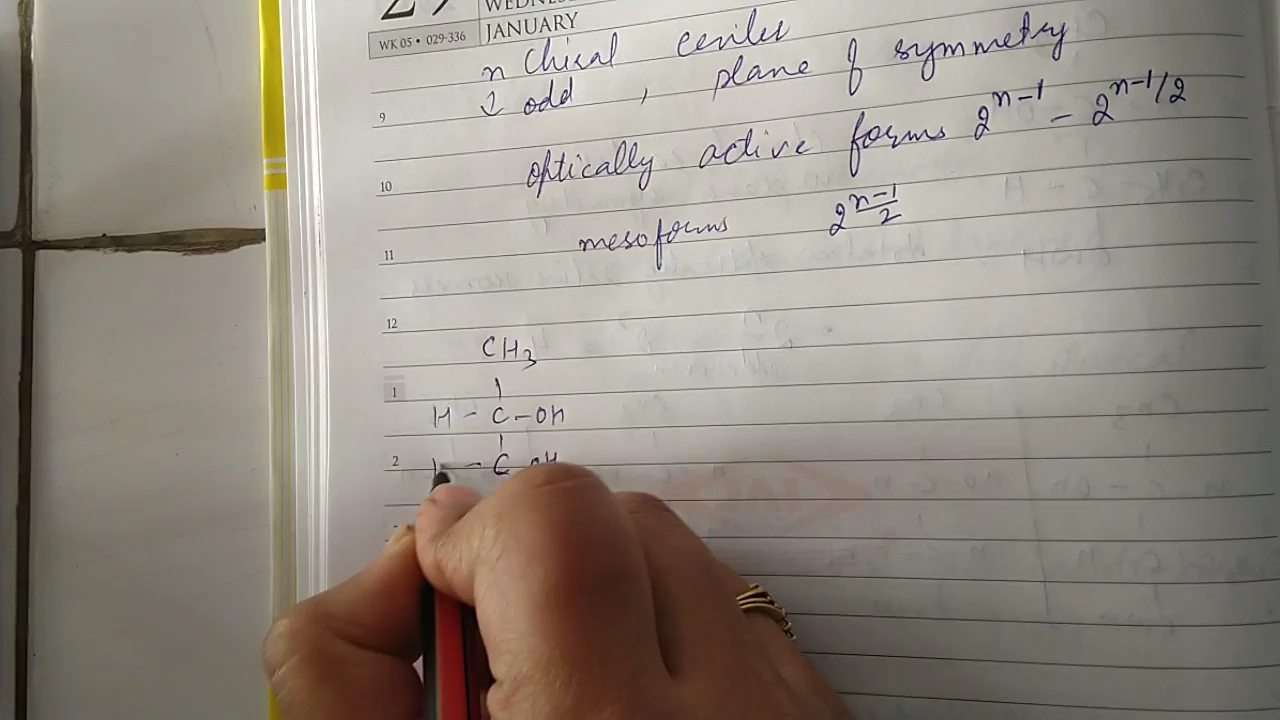 WK 05 • 029-336
JANUARY
n Chiral center
odd , plane of symmetry
9
optically active forms 2^n-1 - 2^n-1/2
10
mesoforms 2^n-1/2
11
12
CH3
1
H - C - OH
2
C OH